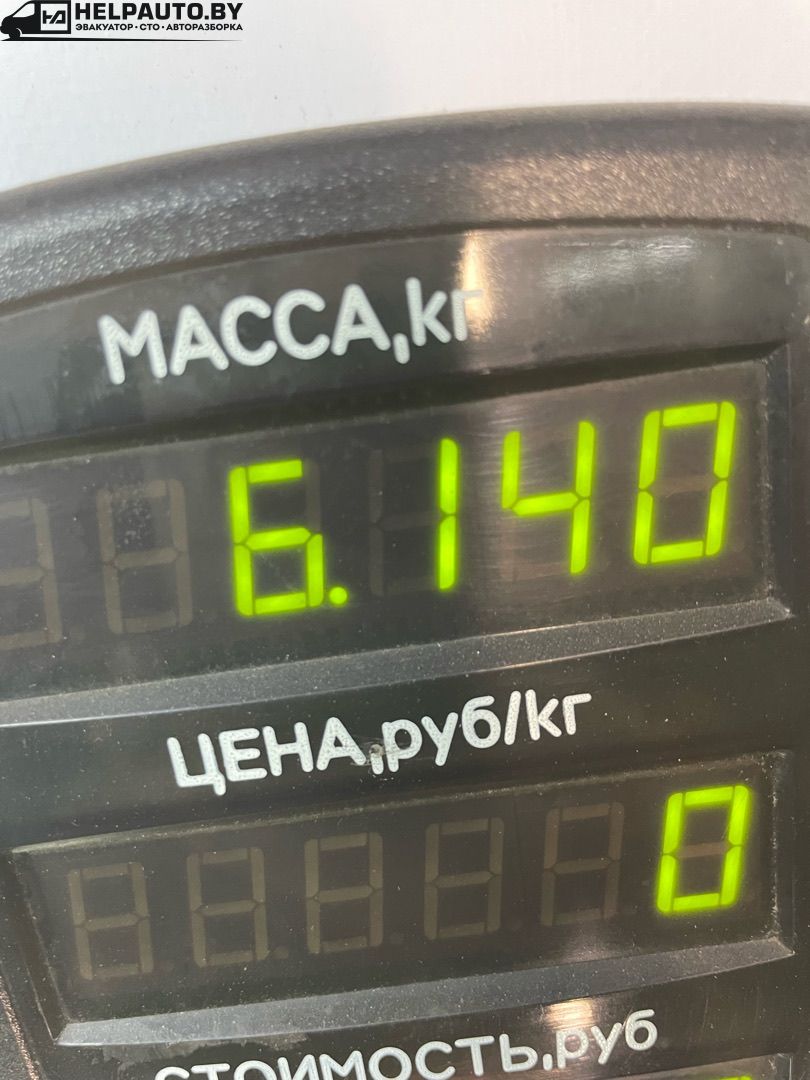 HELPAUTO.BY
ЭВАКУАТОР • СТО • АВТОРАЗБОРКА
МАССА,кг
6.140
ЦЕНА,руб/кг
0
СТОИМОСТЬ,руб